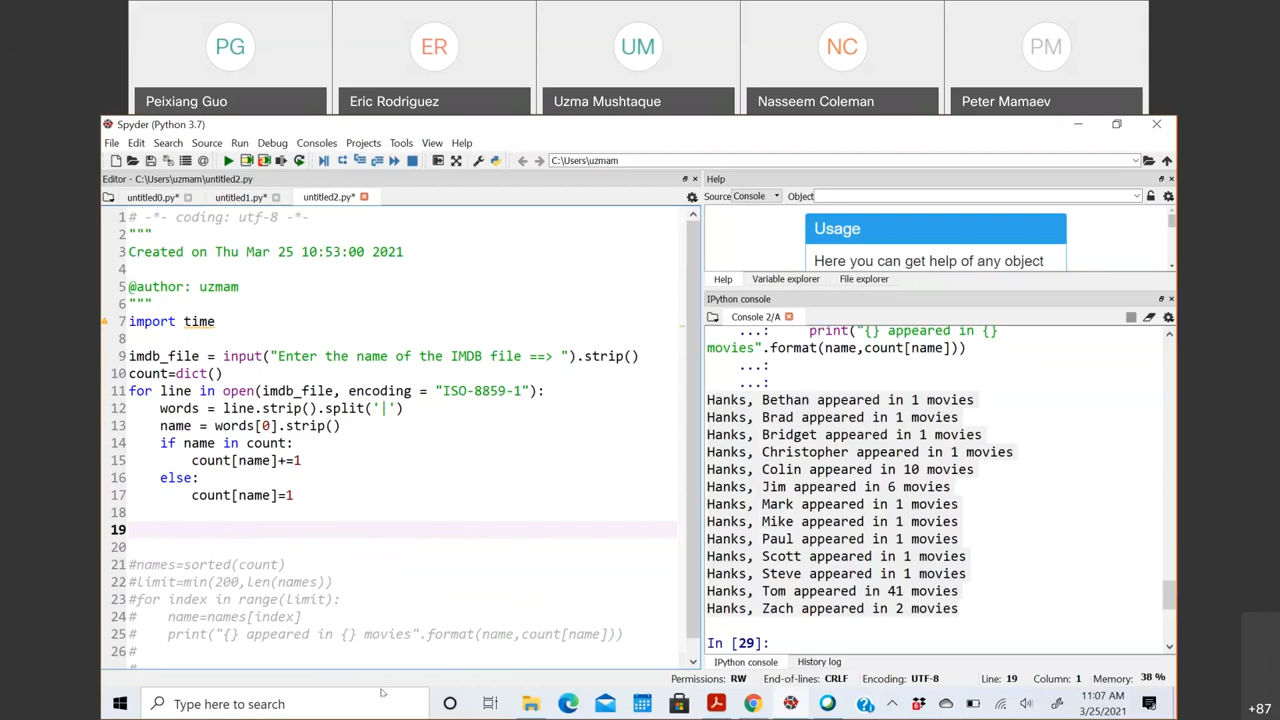 PG
ER
UM
NC
PM
Peixiang Guo
Eric Rodriguez
Uzma Mushtaque
Nasseem Coleman
Peter Mamaev
Spyder (Python 3.7)
File Edit Search Source Run Debug Consoles Projects Tools View Help
C:\Users\uzmam
Editor - C:\Users\uzmam\untitled2.py
untitled0.py* untitled1.py* untitled2.py*
1 # -*- coding: utf-8 -*-
2 """
3 Created on Thu Mar 25 10:53:00 2021
4
5 @author: uzmam
6 """
7 import time
8
9 imdb_file = input("Enter the name of the IMDB file ==> ").strip()
10 count=dict()
11 for line in open(imdb_file, encoding = "ISO-8859-1"):
12     words = line.strip().split('|')
13     name = words[0].strip()
14     if name in count:
15         count[name]+=1
16     else:
17         count[name]=1
18
19
20
21 #names=sorted(count)
22 #limit=min(200,len(names))
23 #for index in range(limit):
24 #    name=names[index]
25 #    print("{} appeared in {} movies".format(name,count[name]))
26 #
#
Help
Source Console Object
Usage
Here you can get help of any object
Help Variable explorer File explorer
IPython console
Console 2/A
...:     print("{} appeared in {}
movies".format(name,count[name]))
...:
...:
Hanks, Bethan appeared in 1 movies
Hanks, Brad appeared in 1 movies
Hanks, Bridget appeared in 1 movies
Hanks, Christopher appeared in 1 movies
Hanks, Colin appeared in 10 movies
Hanks, Jim appeared in 6 movies
Hanks, Mark appeared in 1 movies
Hanks, Mike appeared in 1 movies
Hanks, Paul appeared in 1 movies
Hanks, Scott appeared in 1 movies
Hanks, Steve appeared in 1 movies
Hanks, Tom appeared in 41 movies
Hanks, Zach appeared in 2 movies
In [29]:
IPython console History log
Permissions: RW End-of-lines: CRLF Encoding: UTF-8 Line: 19 Column: 1 Memory: 38 %
Type here to search
11:07 AM
3/25/2021
+87